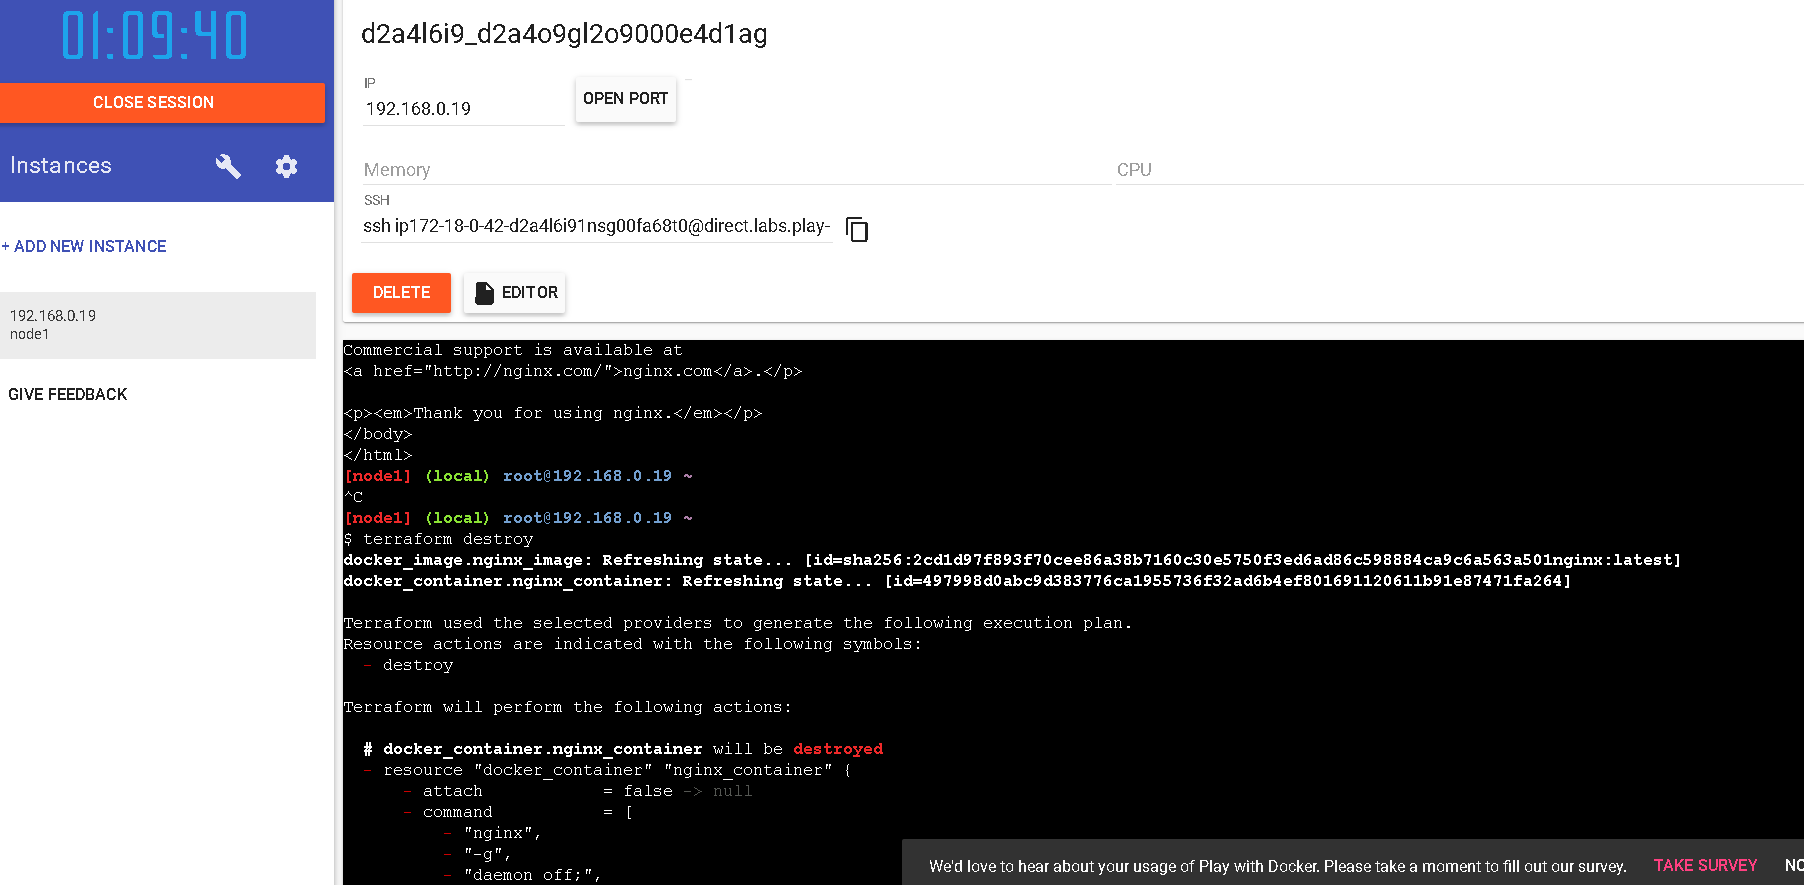 01:09:40
CLOSE SESSION
Instances
+ ADD NEW INSTANCE
192.168.0.19
node1
GIVE FEEDBACK
d2a4l6i9_d2a4o9gl2o9000e4d1ag
IP
192.168.0.19
OPEN PORT
Memory
CPU
SSH
ssh ip172-18-0-42-d2a4l6i91nsg00fa68t0@direct.labs.play-
DELETE
EDITOR
Commercial support is available at
<a href="http://nginx.com/">nginx.com</a>.</p>
<p><em>Thank you for using nginx.</em></p>
</body>
</html>
[node1] (local) root@192.168.0.19 ~
^C
[node1] (local) root@192.168.0.19 ~
$ terraform destroy
docker_image.nginx_image: Refreshing state... [id=sha256:2cd1d97f893f70cee86a38b7160c30e5750f3ed6ad86c598884ca9c6a563a501nginx:latest]
docker_container.nginx_container: Refreshing state... [id=497998d0abc9d383776ca1955736f32ad6b4ef801691120611b91e87471fa264]
Terraform used the selected providers to generate the following execution plan.
Resource actions are indicated with the following symbols:
- destroy
Terraform will perform the following actions:
# docker_container.nginx_container will be destroyed
- resource "docker_container" "nginx_container" {
- attach = false -> null
- command = [
- "nginx",
- "-g",
- "daemon off;",
We'd love to hear about your usage of Play with Docker. Please take a moment to fill out our survey.
TAKE SURVEY
NO